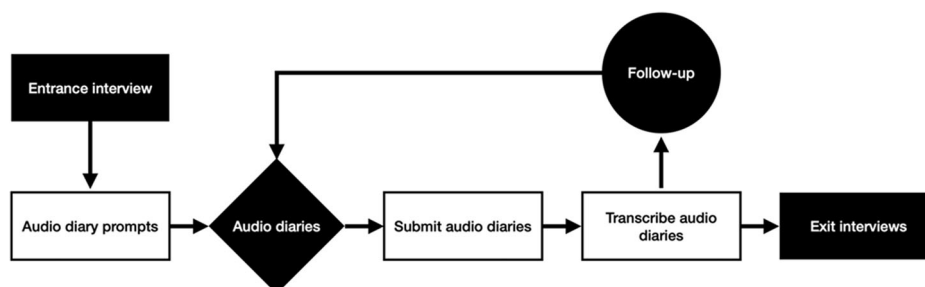 Entrance interview
Follow-up
Audio diary prompts
Audio diaries
Submit audio diaries
Transcribe audio
diaries
Exit interviews